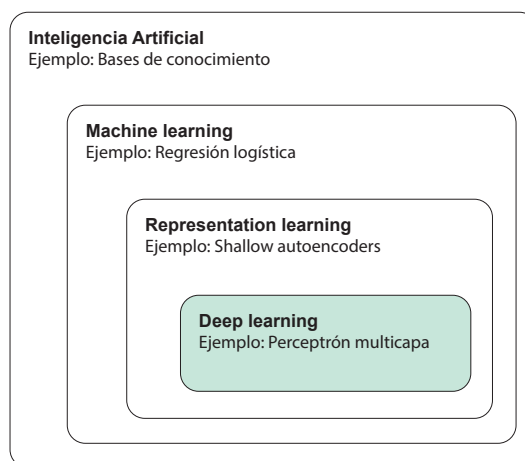 Inteligencia Artificial
Ejemplo: Bases de conocimiento
Machine learning
Ejemplo: Regresión logística
Representation learning
Ejemplo: Shallow autoencoders
Deep learning
Ejemplo: Perceptrón multicapa